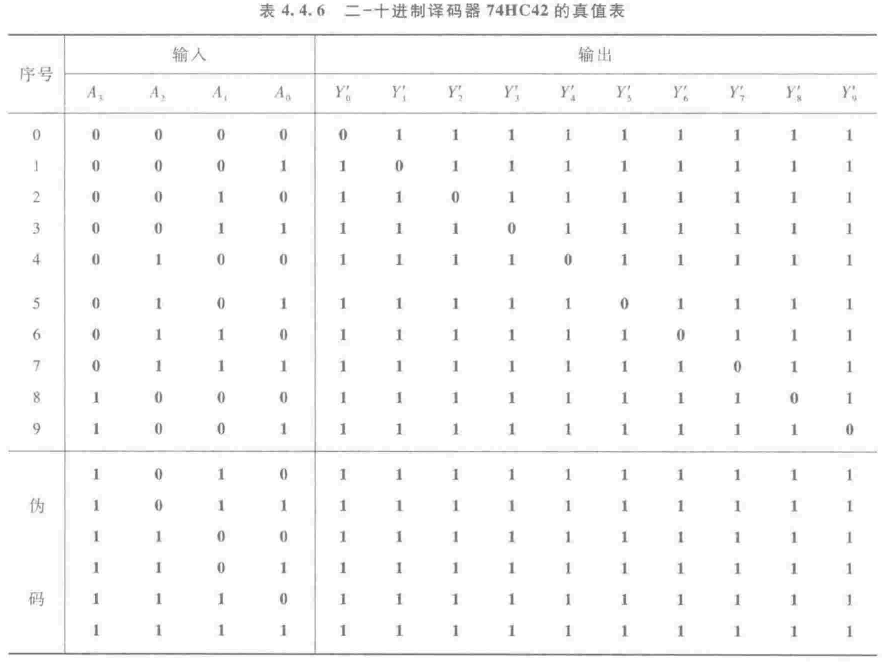 表 4.4.6 二-十进制译码器 74HC42 的真值表
序号 输入 输出
A₃ A₂ A₁ A₀ Y′₀ Y′₁ Y′₂ Y′₃ Y′₄ Y′₅ Y′₆ Y′₇ Y′₈ Y′₉
0 0 0 0 0 0 1 1 1 1 1 1 1 1 1
1 0 0 0 1 1 0 1 1 1 1 1 1 1 1
2 0 0 1 0 1 1 0 1 1 1 1 1 1 1
3 0 0 1 1 1 1 1 0 1 1 1 1 1 1
4 0 1 0 0 1 1 1 1 0 1 1 1 1 1
5 0 1 0 1 1 1 1 1 1 0 1 1 1 1
6 0 1 1 0 1 1 1 1 1 1 0 1 1 1
7 0 1 1 1 1 1 1 1 1 1 1 0 1 1
8 1 0 0 0 1 1 1 1 1 1 1 1 0 1
9 1 0 0 1 1 1 1 1 1 1 1 1 1 0
1 0 1 0 1 1 1 1 1 1 1 1 1 1
伪 1 0 1 1 1 1 1 1 1 1 1 1 1 1
1 1 0 0 1 1 1 1 1 1 1 1 1 1
1 1 0 1 1 1 1 1 1 1 1 1 1 1
码 1 1 1 0 1 1 1 1 1 1 1 1 1 1
1 1 1 1 1 1 1 1 1 1 1 1 1 1